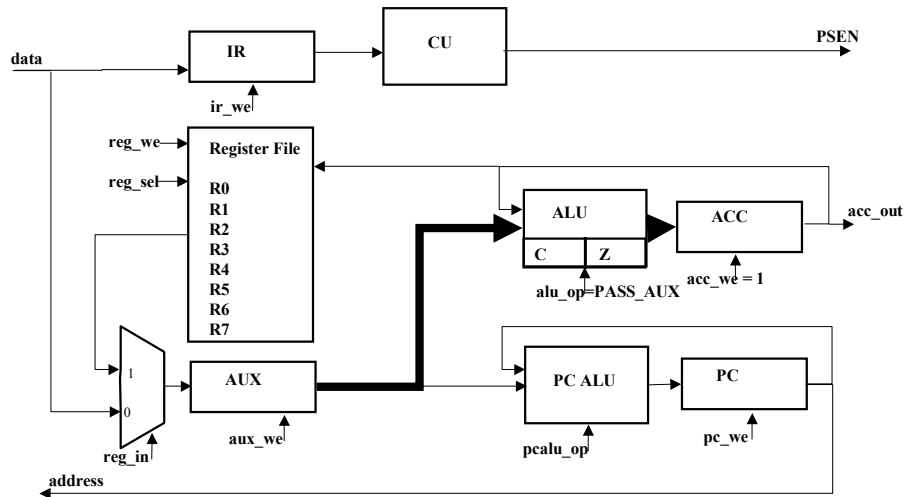 data
IR
CU
PSEN
ir_we
reg_we
reg_sel
Register File
R0
R1
R2
R3
R4
R5
R6
R7
ALU
C
Z
alu_op=PASS_AUX
ACC
acc_out
acc_we = 1
1
0
reg_in
AUX
aux_we
PC ALU
pcalu_op
PC
pc_we
address